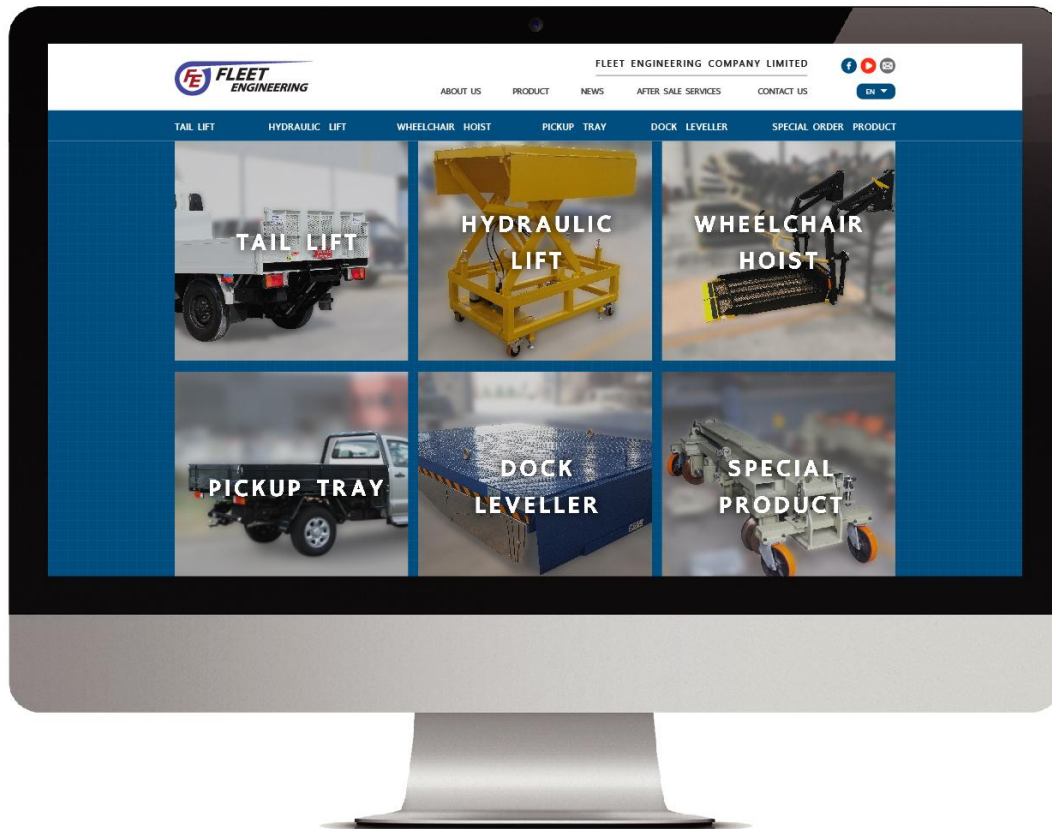 FLEET ENGINEERING COMPANY LIMITED
FE FLEET
ENGINEERING
ABOUT US PRODUCT NEWS AFTER SALE SERVICES CONTACT US EN
TAIL LIFT HYDRAULIC LIFT WHEELCHAIR HOIST PICKUP TRAY DOCK LEVELLER SPECIAL ORDER PRODUCT
TAIL LIFT
HYDRAULIC
LIFT
WHEELCHAIR
HOIST
PICKUP TRAY
DOCK
LEVELLER
SPECIAL
PRODUCT